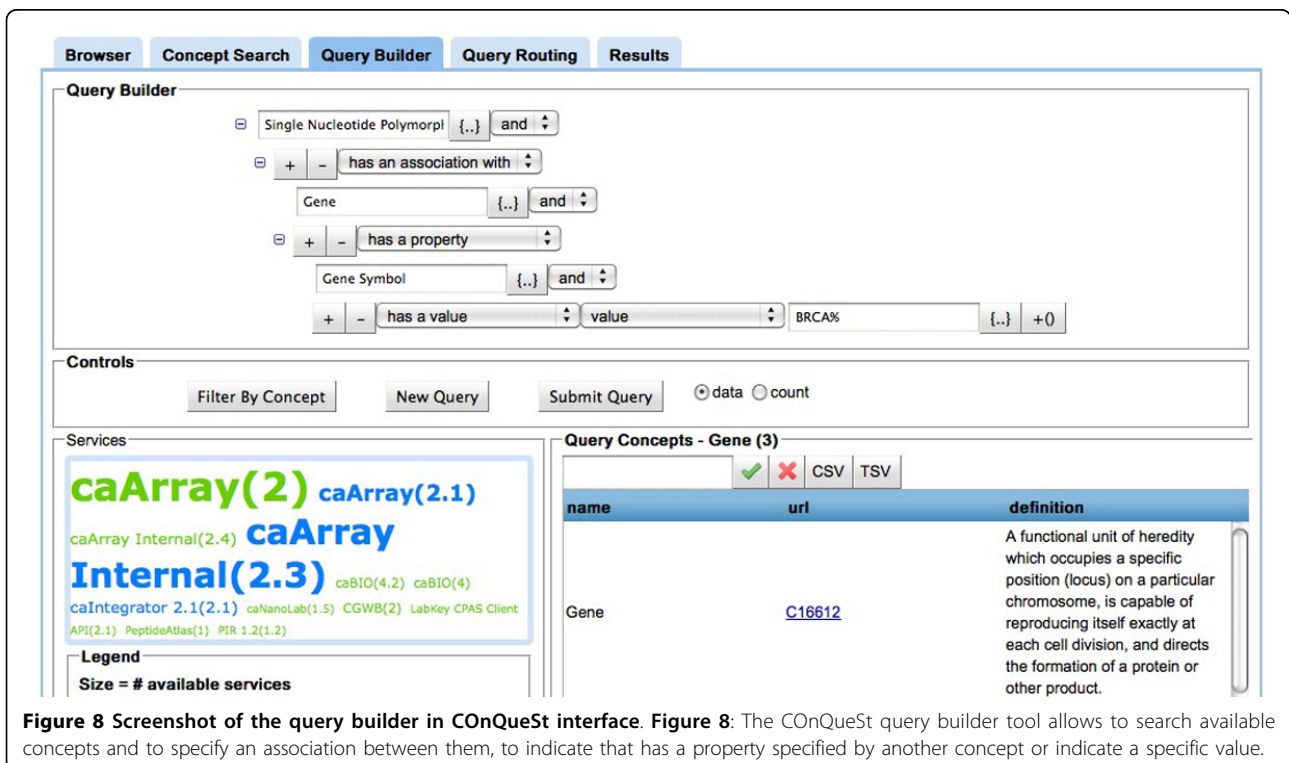 Browser Concept Search Query Builder Query Routing Results
Query Builder
Single Nucleotide Polymorpl {..} and
+ - has an association with
Gene {..} and
+ - has a property
Gene Symbol {..} and
+ - has a value value BRCA% {..} +()
Controls
Filter By Concept New Query Submit Query data count
Services
caArray(2) caArray(2.1)
caArray Internal(2.4) caArray
Internal(2.3) caBIO(4.2) caBIO(4)
caIntegrator 2.1(2.1) caNanoLab(1.5) CGWB(2) LabKey CPAS Client
API(2.1) PeptideAtlas(1) PIR 1.2(1.2)
Legend
Size = # available services
Query Concepts - Gene (3)
CSV TSV
name url definition
Gene C16612
A functional unit of heredity
which occupies a specific
position (locus) on a particular
chromosome, is capable of
reproducing itself exactly at
each cell division, and directs
the formation of a protein or
other product.
Figure 8 Screenshot of the query builder in COnQueSt interface. Figure 8: The COnQueSt query builder tool allows to search available
concepts and to specify an association between them, to indicate that has a property specified by another concept or indicate a specific value.